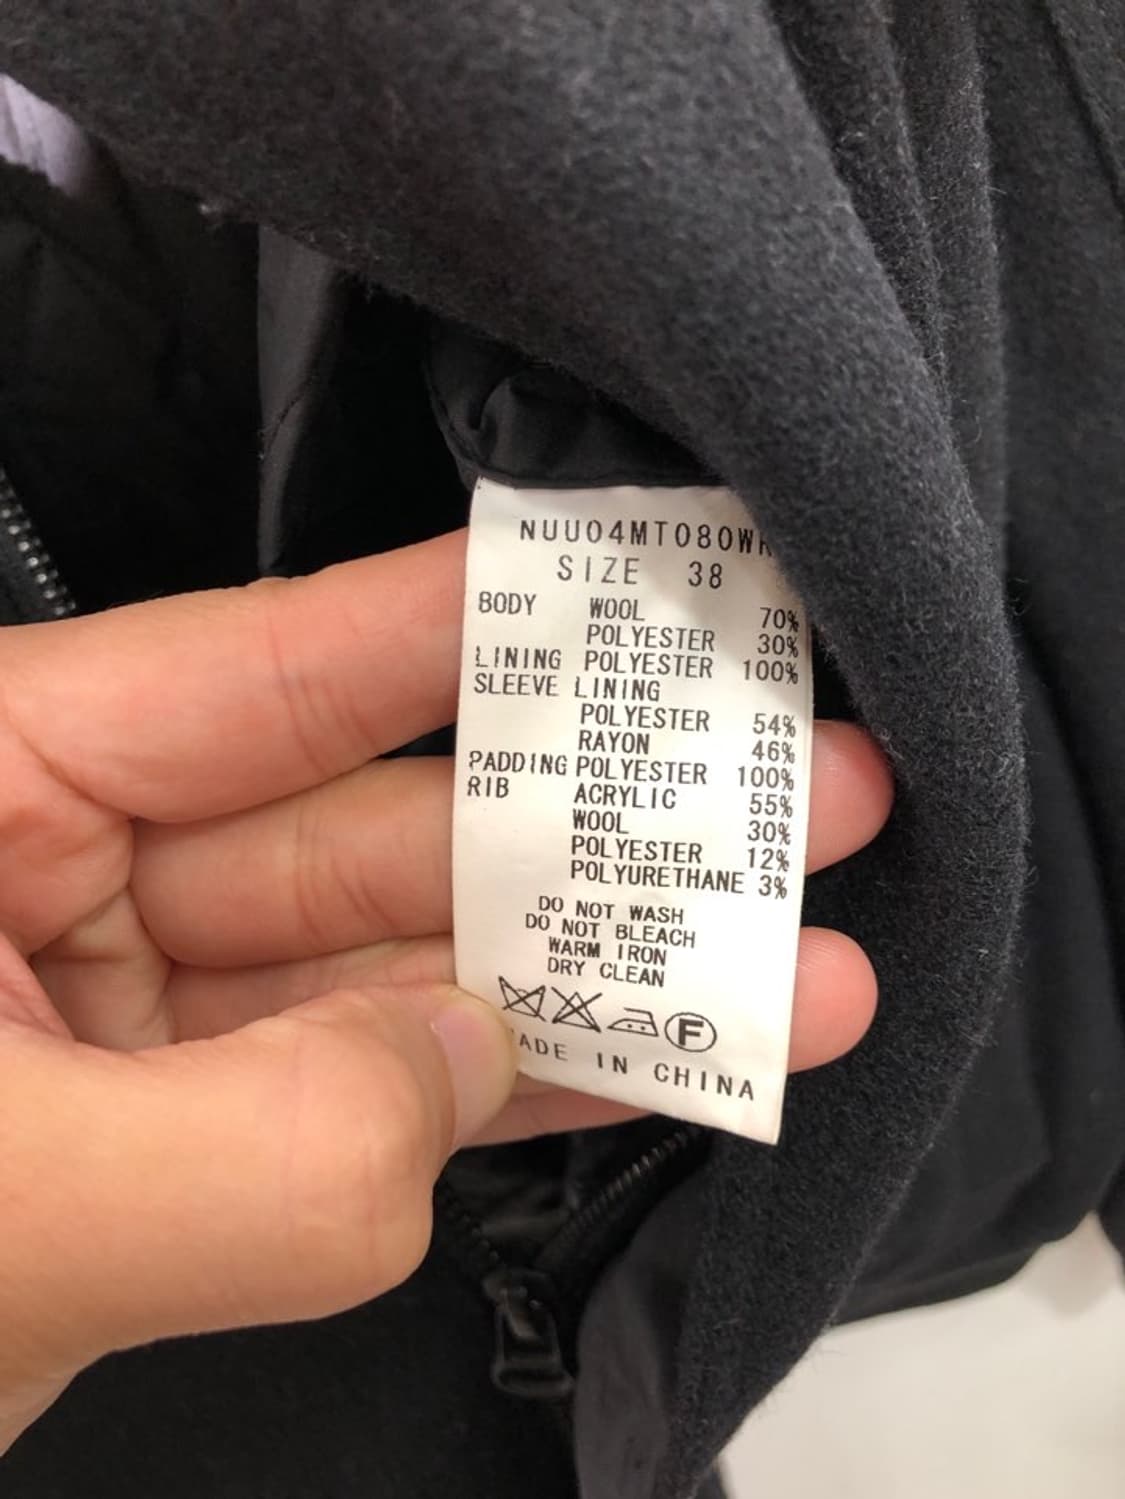 NUU04MT080W
SIZE 38
BODY WOOL 70%
POLYESTER 30%
LINING POLYESTER 100%
SLEEVE LINING
POLYESTER 54%
RAYON 46%
PADDING POLYESTER 100%
RIB ACRYLIC 55%
WOOL 30%
POLYESTER 12%
POLYURETHANE 3%
DO NOT WASH
DO NOT BLEACH
WARM IRON
DRY CLEAN
F
ADE IN CHINA